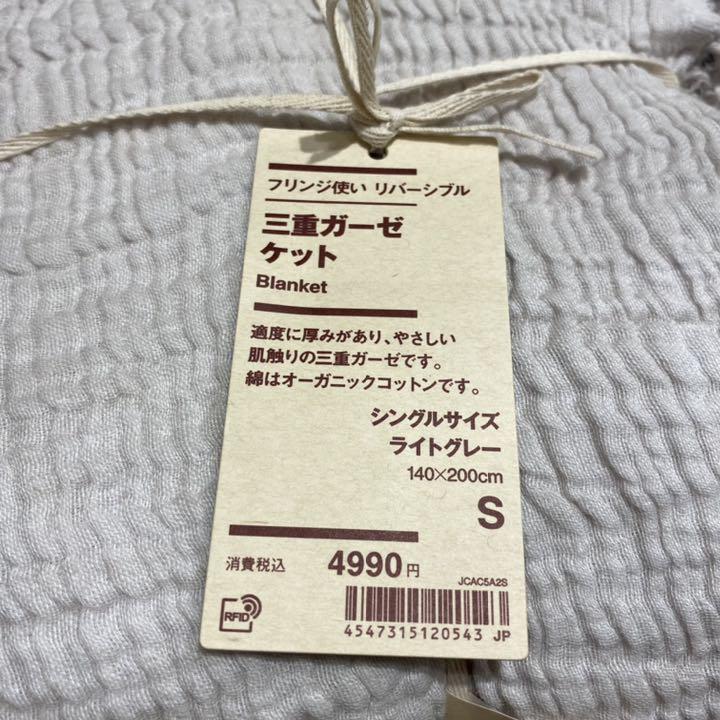 フリンジ使い リバーシブル
三重ガーゼ
ケット
Blanket
適度に厚みがあり、やさしい
肌触りの三重ガーゼです。
綿はオーガニックコットンです。
シングルサイズ
ライトグレー
140×200cm
S
消費税込 4990円
JCAC5A2S
RFID
4547315120543 JP